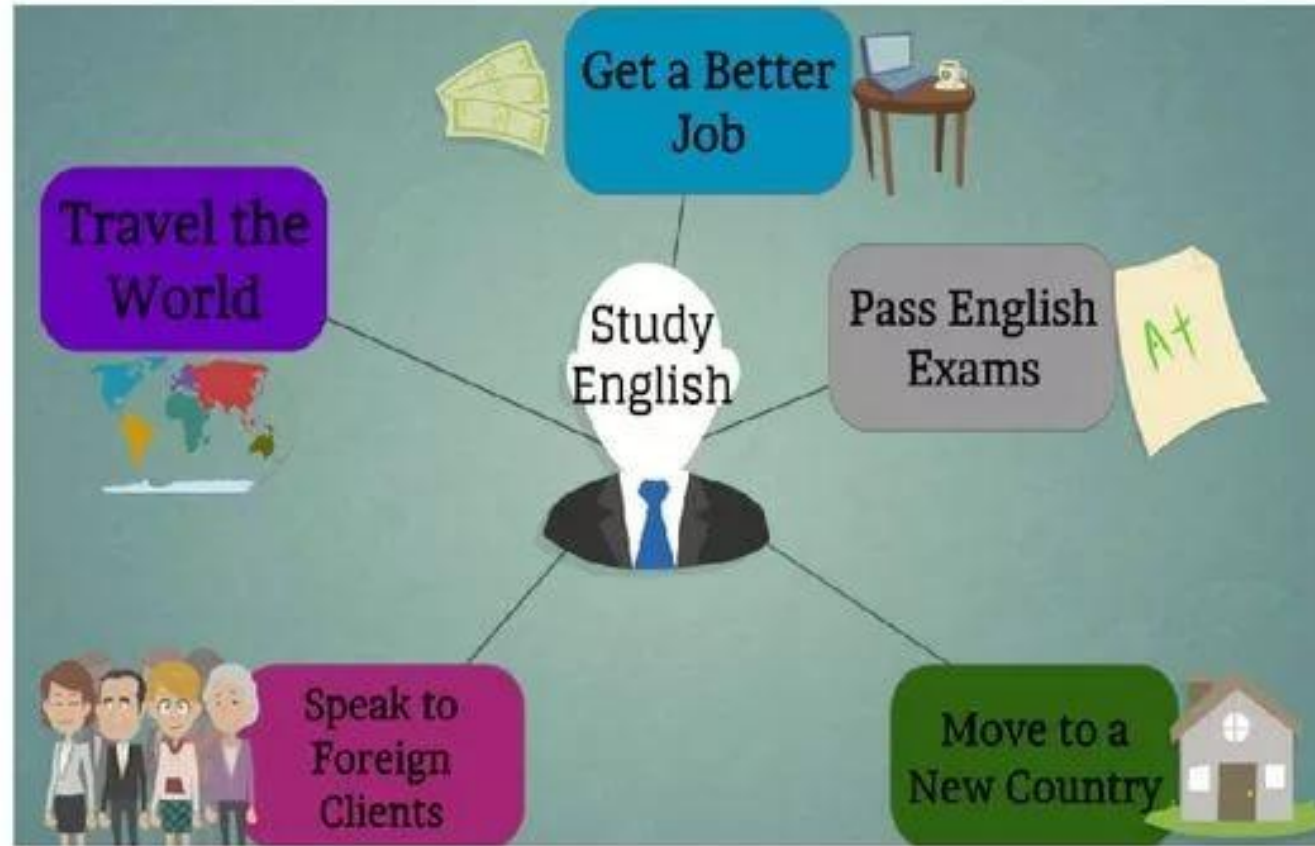 Get a Better
Job
Travel the
World
Study
English
Pass English
Exams
A+
Speak to
Foreign
Clients
Move to a
New Country